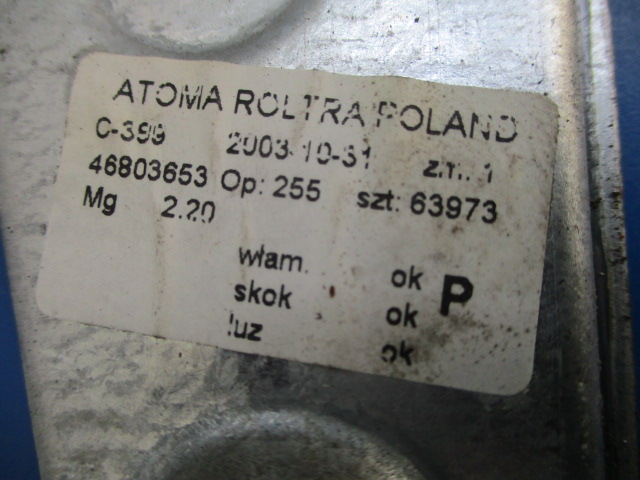 ATOMA ROLTRA POLAND
C-399 2003-10-31 zm. 1
46803653 Op: 255 szt: 63973
Mg 2.20
włam. ok P
skok ok
luz ok